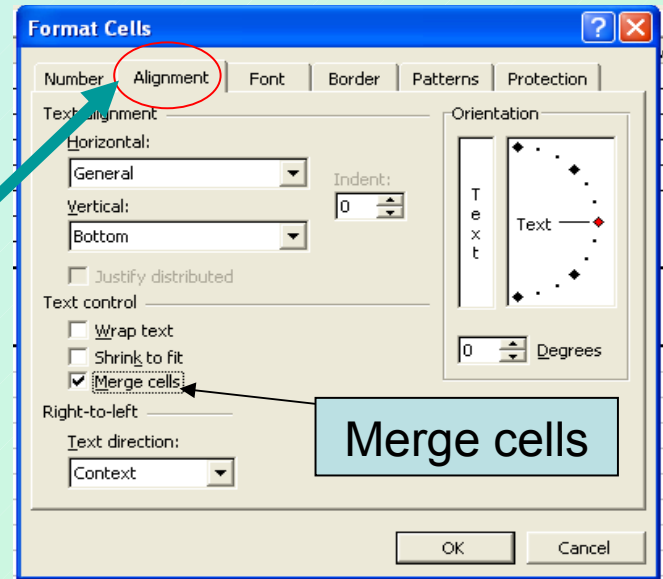 Format Cells
Number Alignment Font Border Patterns Protection
Text alignment
Horizontal:
General
Indent:
0
Vertical:
Bottom
Justify distributed
Text control
Wrap text
Shrink to fit
Merge cells
Right-to-left
Text direction:
Context
Orientation
Text
Text
0 Degrees
Merge cells
OK Cancel